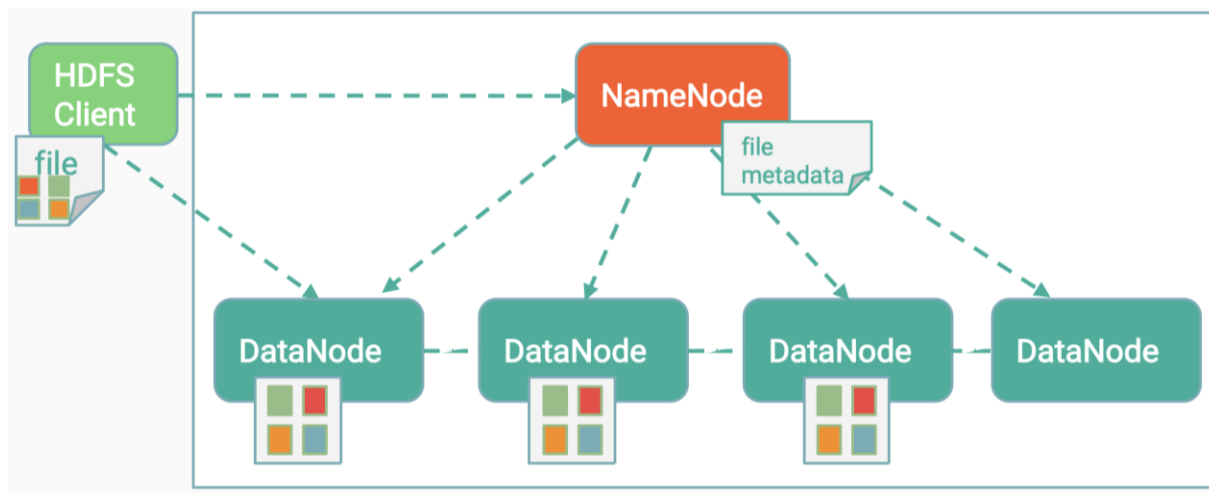 HDFS
Client
NameNode
file
file
metadata
DataNode
DataNode
DataNode
DataNode